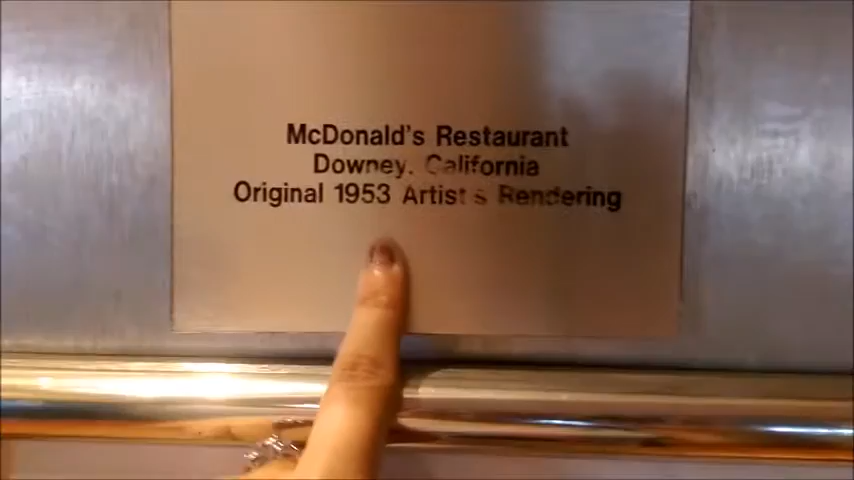 McDonald's Restaurant
Downey, California
Original 1953 Artist's Rendering